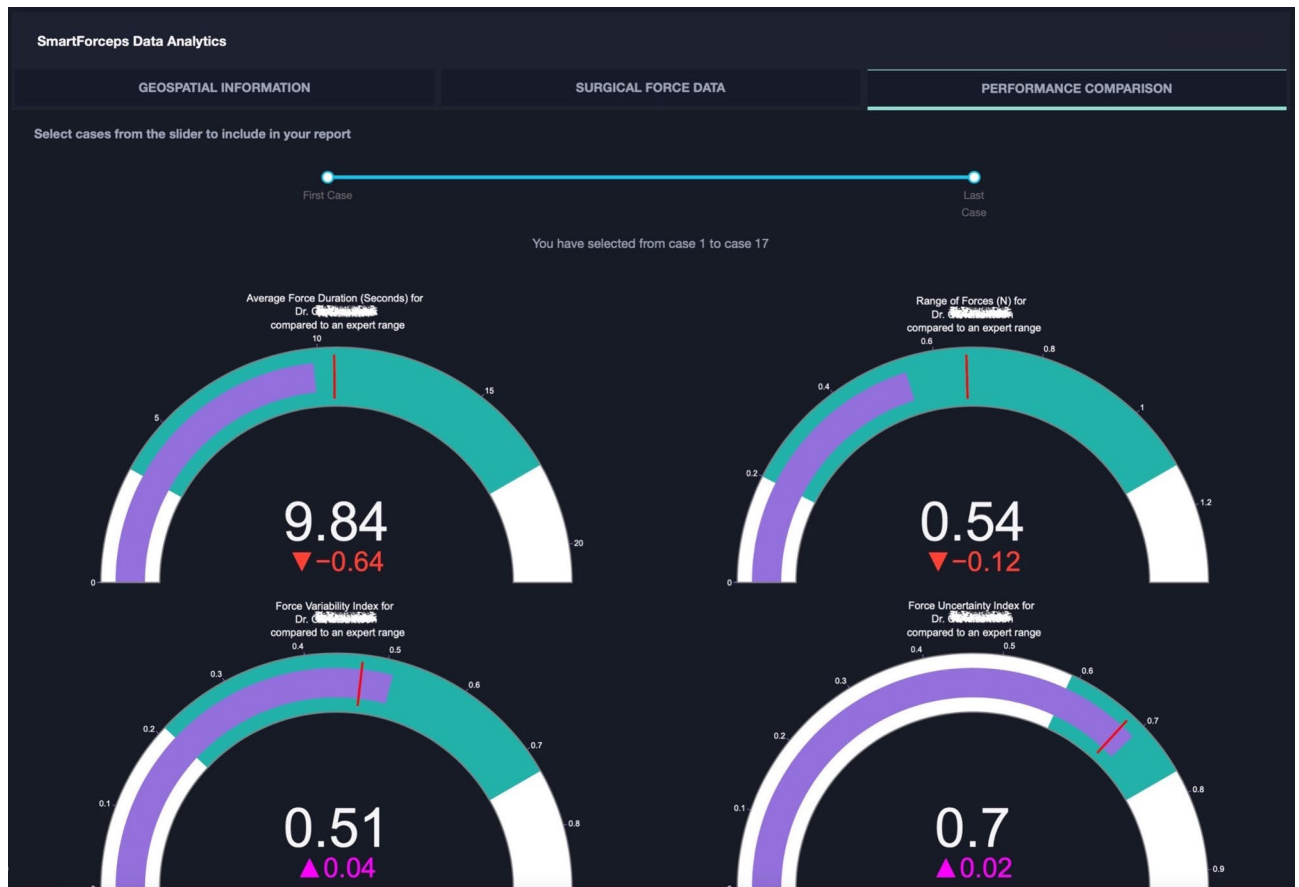 SmartForceps Data Analytics
GEOSPATIAL INFORMATION
SURGICAL FORCE DATA
PERFORMANCE COMPARISON
Select cases from the slider to include in your report
First Case
Last
Case
You have selected from case 1 to case 17
Average Force Duration (Seconds) for
Dr.
compared to an expert range
0
5
10
15
20
9.84
▼−0.64
Range of Forces (N) for
Dr.
compared to an expert range
0
0.2
0.4
0.6
0.8
1
1.2
0.54
▼−0.12
Force Variability Index for
Dr.
compared to an expert range
0.1
0.2
0.3
0.4
0.5
0.6
0.7
0.8
0.51
▲0.04
Force Uncertainty Index for
Dr.
compared to an expert range
0.1
0.2
0.3
0.4
0.5
0.6
0.7
0.8
0.9
0.7
▲0.02